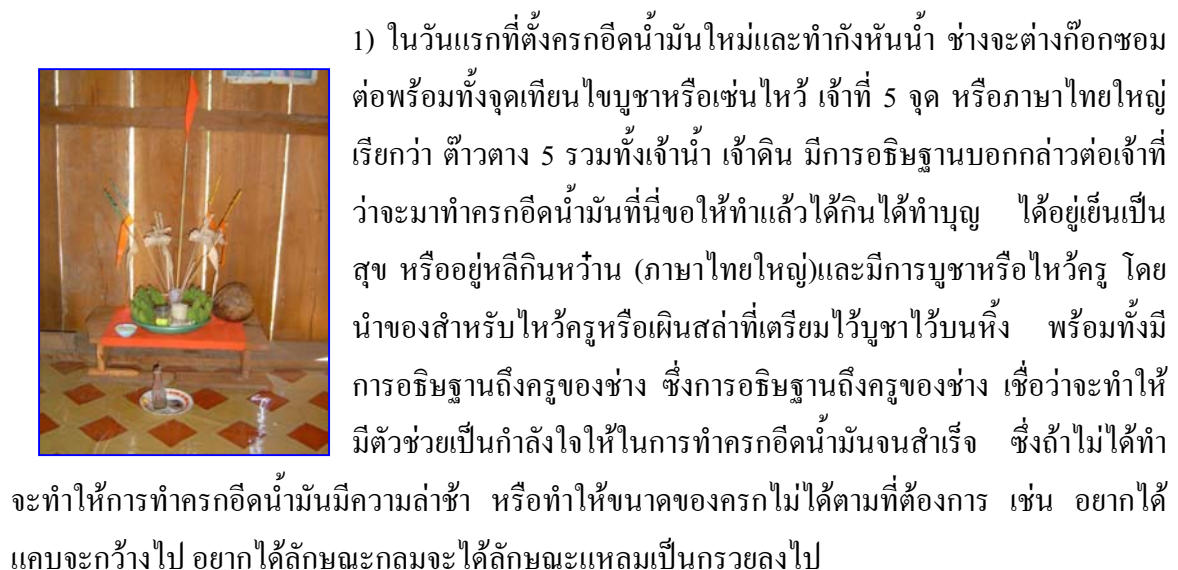 1) ในวันแรกที่ตั้งครกอีดน้ำมันใหม่และทำกังหันน้ำ ช่างจะต่างก๊อกซอม
ต่อพร้อมทั้งจุดเทียนไขบูชาหรือเซ่นไหว้ เจ้าที่ 5 จุด หรือภาษาไทยใหญ่
เรียกว่า ต๊าวตาง 5 รวมทั้งเจ้าน้ำ เจ้าดิน มีการอธิษฐานบอกกล่าวต่อเจ้าที่
ว่าจะมาทำครกอีดน้ำมันที่นี่ขอให้ทำแล้วได้กินได้ทำบุญ ได้อยู่เย็นเป็น
สุข หรืออยู่หลีกินหว๋าน (ภาษาไทยใหญ่)และมีการบูชาหรือไหว้ครู โดย
นำของสำหรับไหว้ครูหรือเผินสล่าที่เตรียมไว้บูชาไว้บนหิ้ง พร้อมทั้งมี
การอธิษฐานถึงครูของช่าง ซึ่งการอธิษฐานถึงครูของช่าง เชื่อว่าจะทำให้
มีตัวช่วยเป็นกำลังใจให้ในการทำครกอีดน้ำมันจนสำเร็จ ซึ่งถ้าไม่ได้ทำ
จะทำให้การทำครกอีดน้ำมันมีความล่าช้า หรือทำให้ขนาดของครกไม่ได้ตามที่ต้องการ เช่น อยากได้
แคบจะกว้างไป อยากได้ลักษณะกลมจะได้ลักษณะแหลมเป็นกรวยลงไป